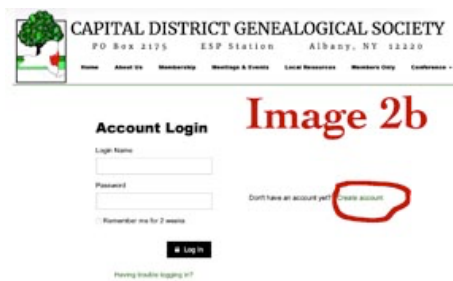 CAPITAL DISTRICT GENEALOGICAL SOCIETY
PO Box 2175 ESP Station Albany, NY 12220
Home About Us Membership Meetings & Events Local Resources Members Only Conference
Image 2b
Account Login
Login Name
Password
Don't have an account yet? Create account
Remember me for 2 weeks
Log In
Having trouble logging in?